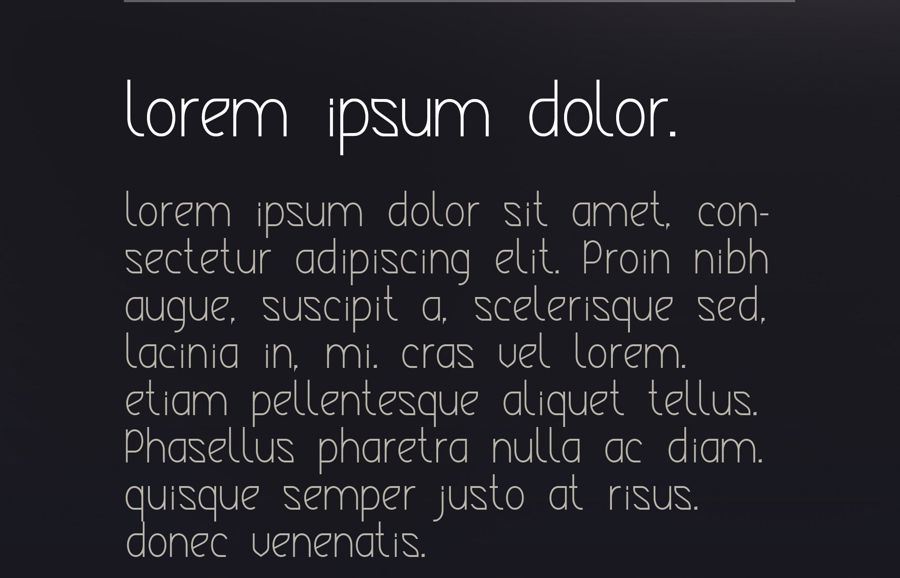 lorem ipsum dolor.
lorem ipsum dolor sit amet, con-
sectetur adipiscing elit. Proin nibh
augue, suscipit a, scelerisque sed,
lacinia in, mi. cras vel lorem.
etiam pellentesque aliquet tellus.
Phasellus pharetra nulla ac diam.
quisque semper justo at risus.
donec venenatis.